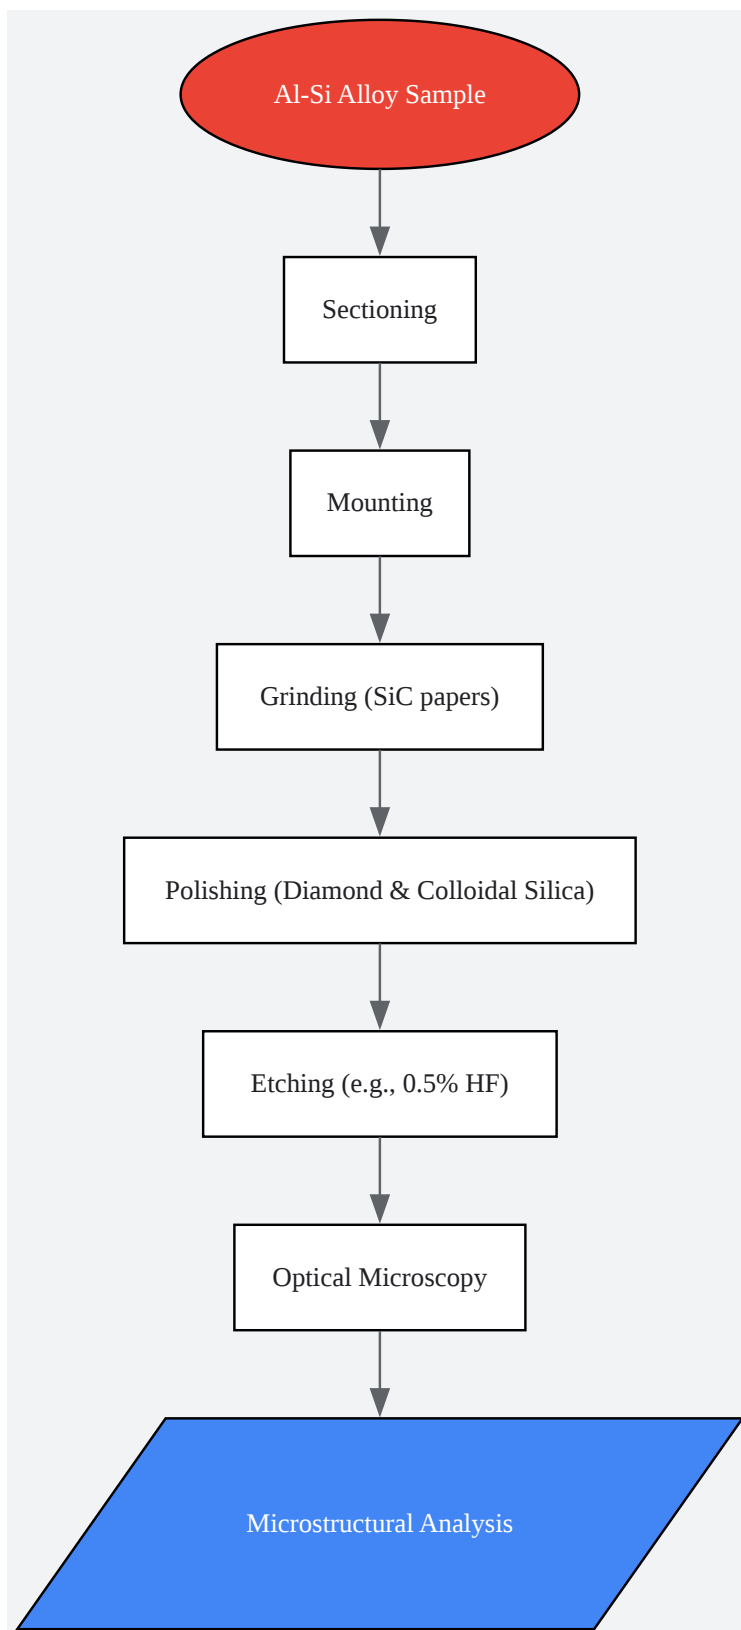 Al-Si Alloy Sample
Sectioning
Mounting
Grinding (SiC papers)
Polishing (Diamond & Colloidal Silica)
Etching (e.g., 0.5% HF)
Optical Microscopy
Microstructural Analysis